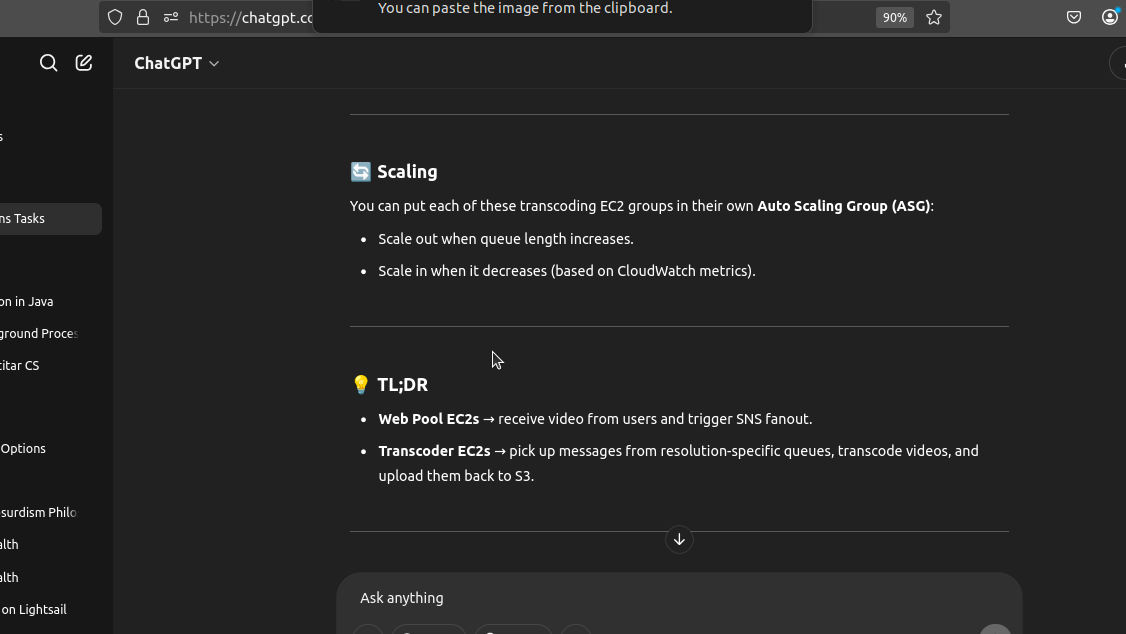 You can paste the image from the clipboard.
https://chatgpt.co
90%
ChatGPT
s
ns Tasks
on in Java
ground Proces
citar CS
Options
surdism Philo
alth
alth
on Lightsail
🔄 Scaling
You can put each of these transcoding EC2 groups in their own Auto Scaling Group (ASG):
• Scale out when queue length increases.
• Scale in when it decreases (based on CloudWatch metrics).
💡 TL;DR
• Web Pool EC2s → receive video from users and trigger SNS fanout.
• Transcoder EC2s → pick up messages from resolution-specific queues, transcode videos, and
upload them back to S3.
Ask anything